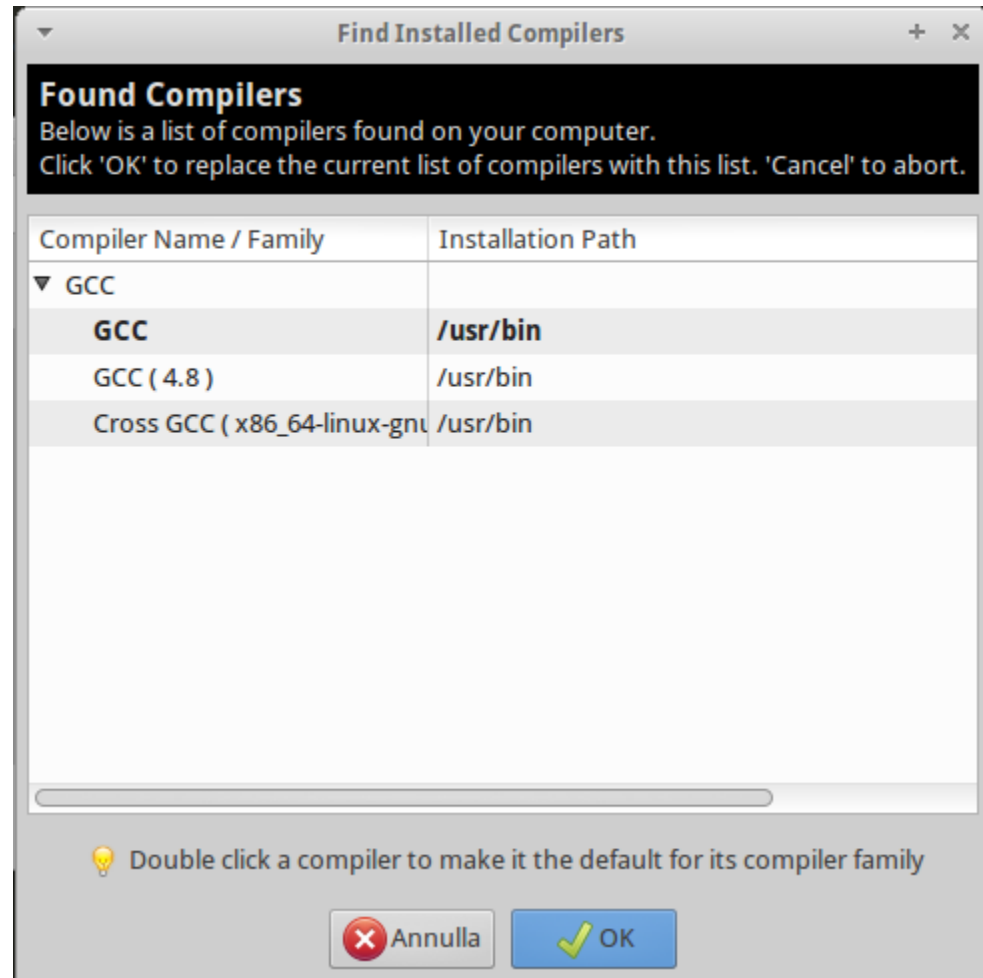 Find Installed Compilers
Found Compilers
Below is a list of compilers found on your computer.
Click 'OK' to replace the current list of compilers with this list. 'Cancel' to abort.
Compiler Name / Family Installation Path
GCC
GCC /usr/bin
GCC ( 4.8 ) /usr/bin
Cross GCC ( x86_64-linux-gnu /usr/bin
Double click a compiler to make it the default for its compiler family
Annulla OK